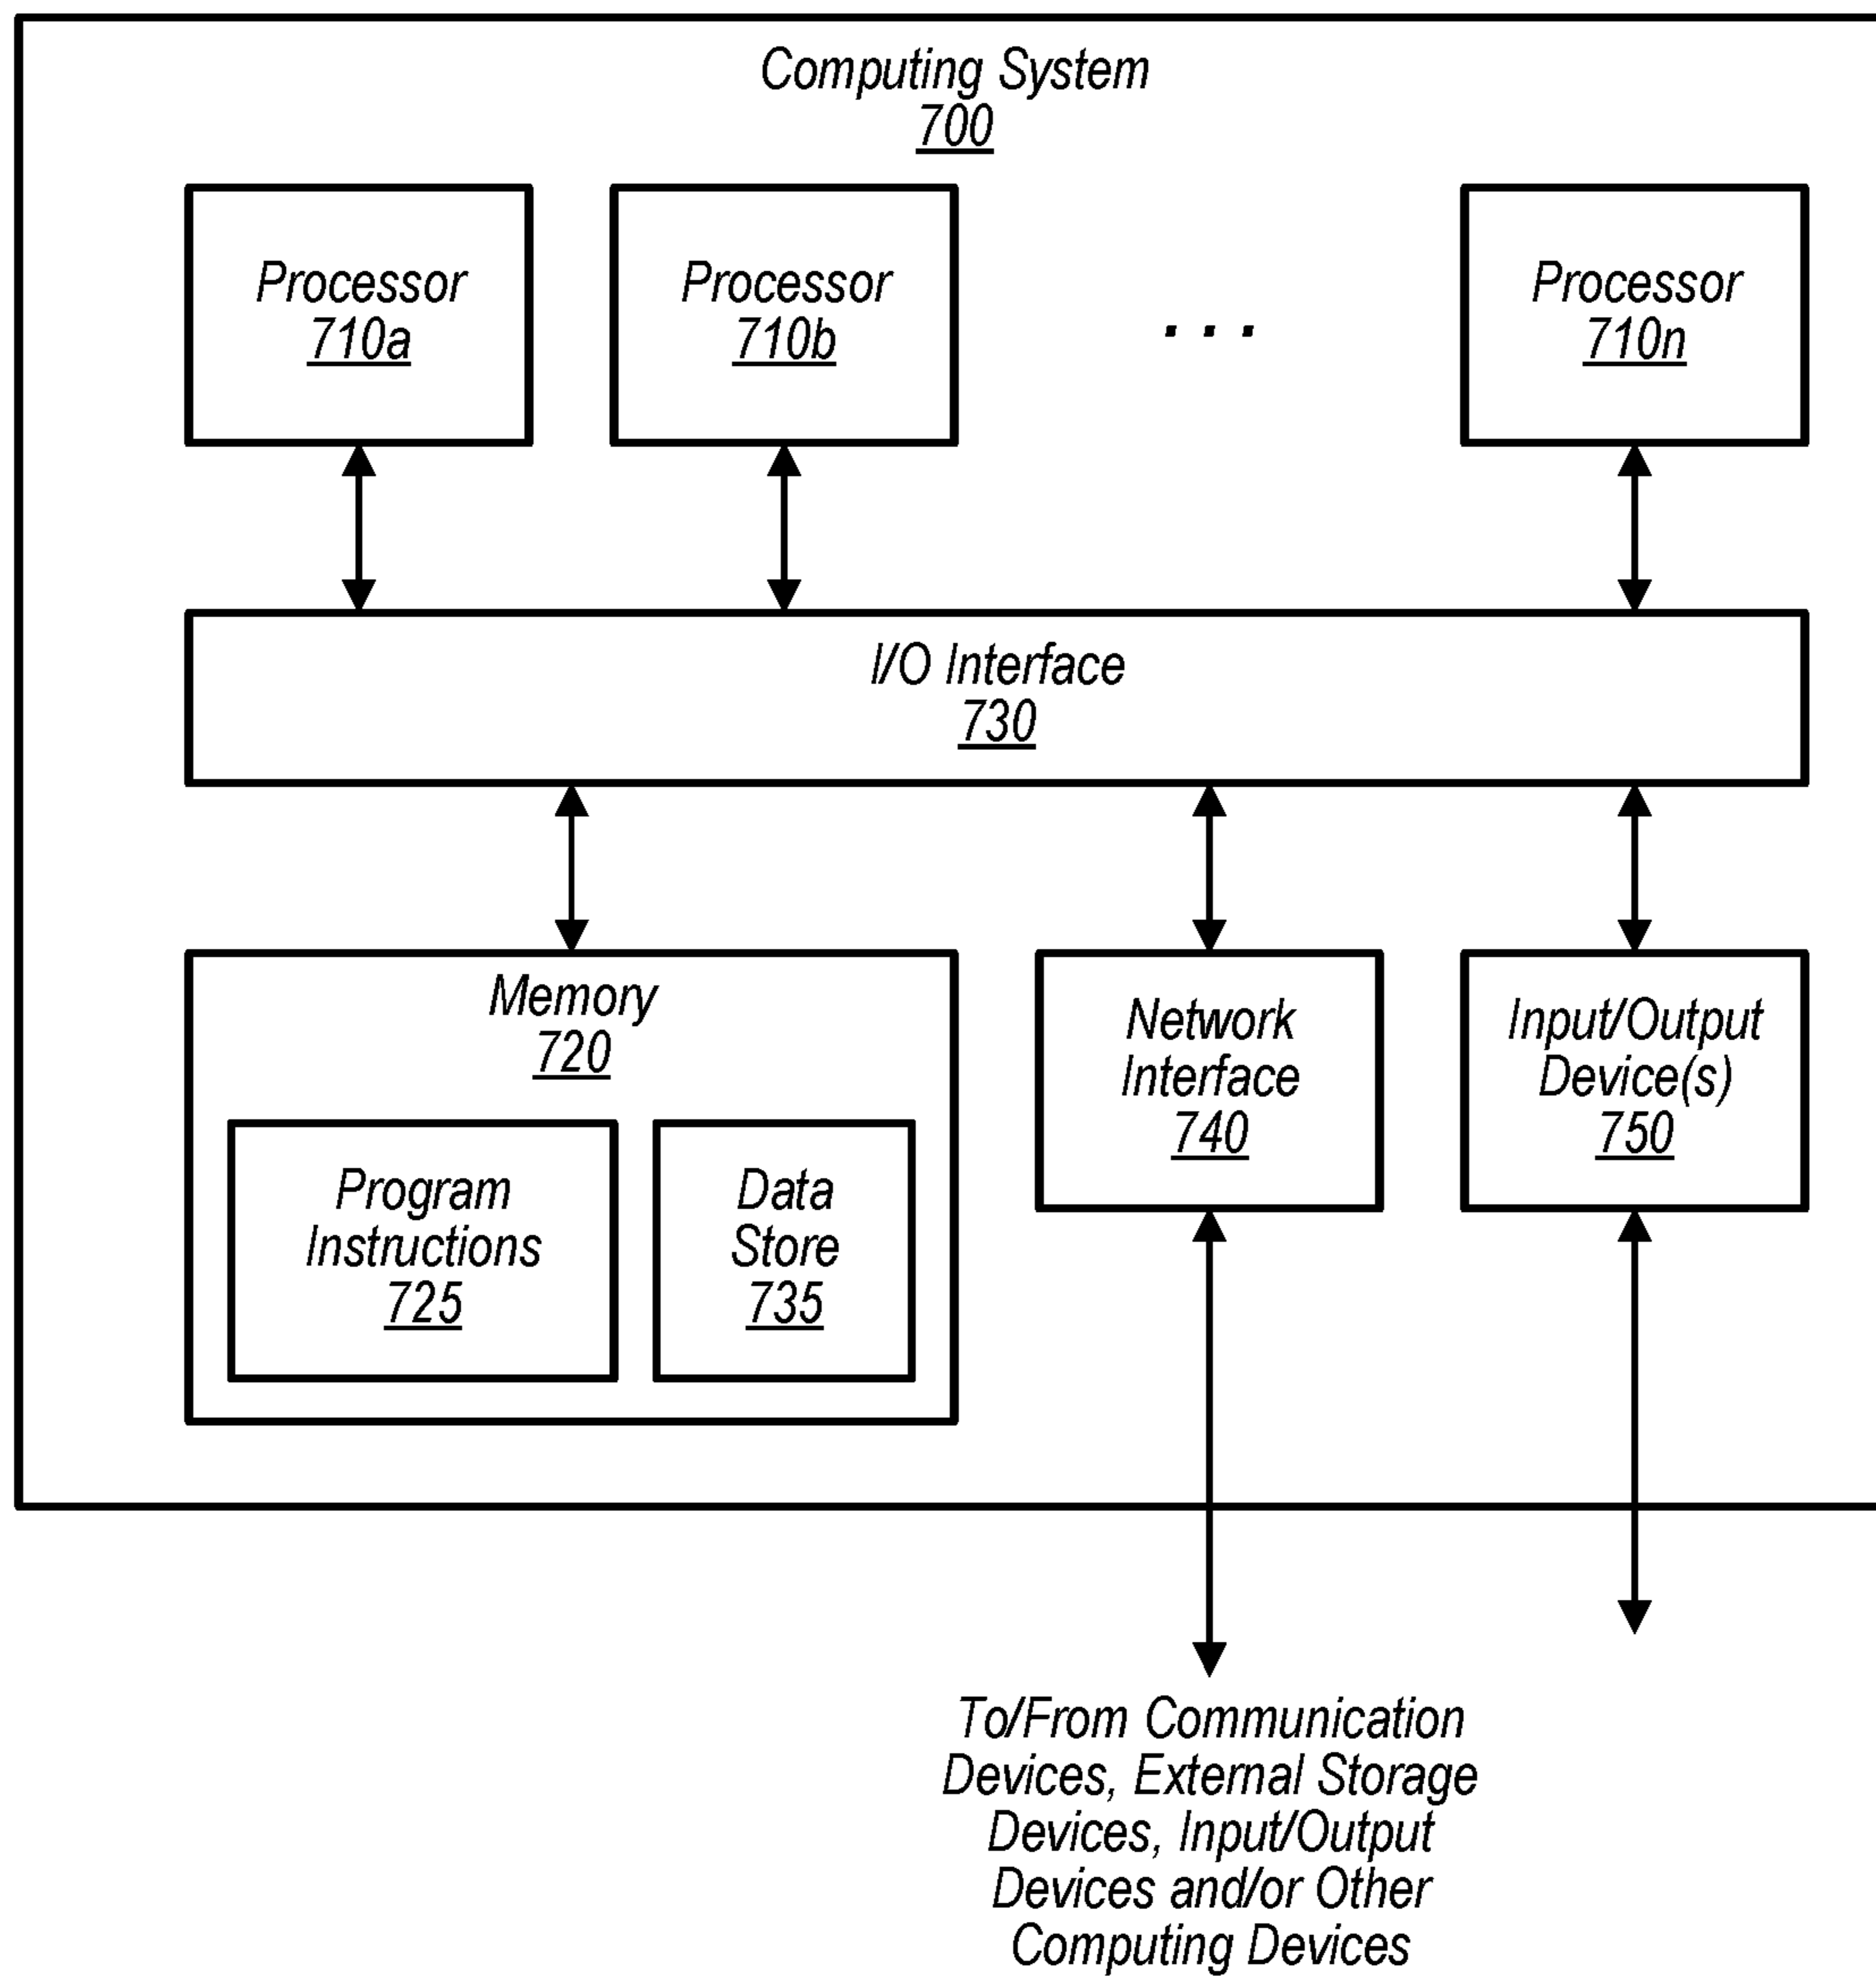 Computing System
700
Processor
710a
Processor
710b
. . .
Processor
710n
I/O Interface
730
Memory
720
Program
Instructions
725
Data
Store
735
Network
Interface
740
Input/Output
Device(s)
750
To/From Communication
Devices, External Storage
Devices, Input/Output
Devices and/or Other
Computing Devices